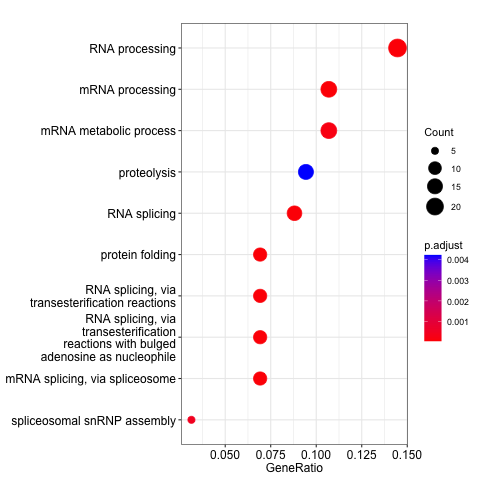 RNA processing
mRNA processing
mRNA metabolic process
proteolysis
RNA splicing
protein folding
RNA splicing, via
transesterification reactions
RNA splicing, via
transesterification
reactions with bulged
adenosine as nucleophile
mRNA splicing, via spliceosome
spliceosomal snRNP assembly
0.050 0.075 0.100 0.125 0.150
GeneRatio
Count
5
10
15
20
p.adjust
0.004
0.003
0.002
0.001